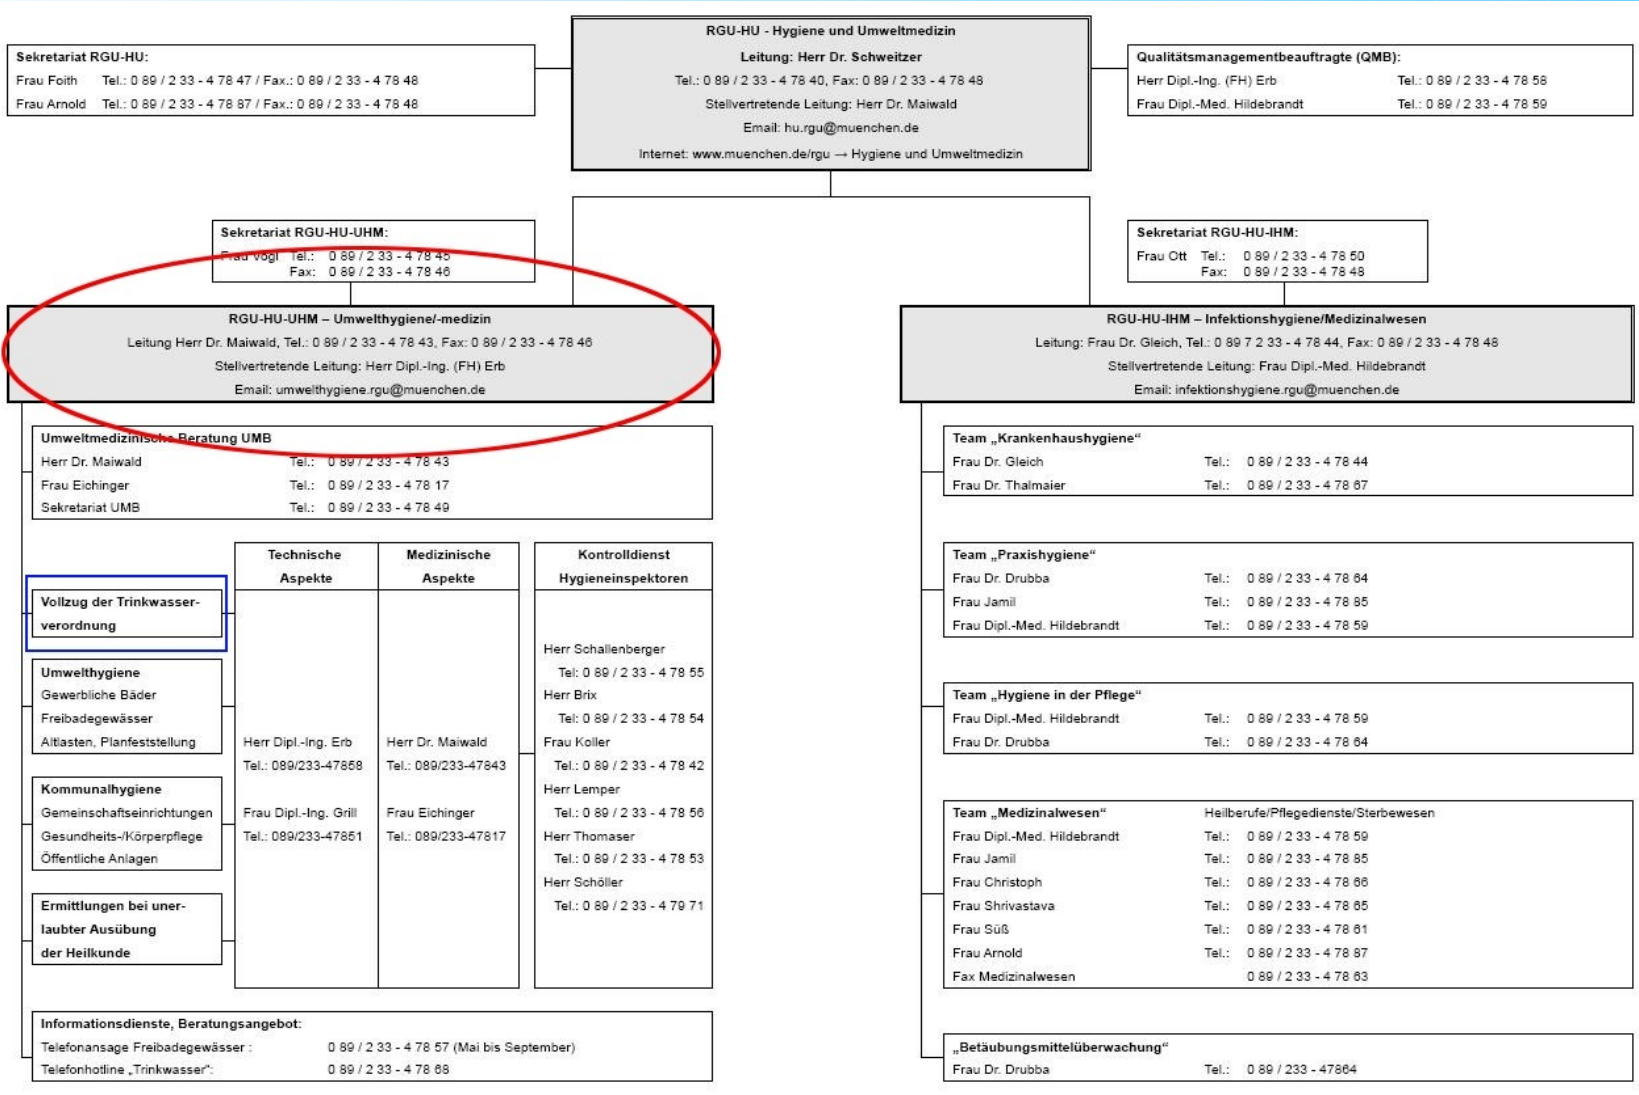 RGU-HU - Hygiene und Umweltmedizin
Leitung: Herr Dr. Schweitzer
Tel.: 0 89 / 2 33 - 4 78 40, Fax: 0 89 / 2 33 - 4 78 48
Stellvertretende Leitung: Herr Dr. Maiwald
Email: hu.rgu@muenchen.de
Internet: www.muenchen.de/rgu → Hygiene und Umweltmedizin
Sekretariat RGU-HU:
Frau Foith Tel.: 0 89 / 2 33 - 4 78 47 / Fax.: 0 89 / 2 33 - 4 78 48
Frau Arnold Tel.: 0 89 / 2 33 - 4 78 87 / Fax.: 0 89 / 2 33 - 4 78 48
Qualitätsmanagementbeauftragte (QMB):
Herr Dipl.-Ing. (FH) Erb Tel.: 0 89 / 2 33 - 4 78 58
Frau Dipl.-Med. Hildebrandt Tel.: 0 89 / 2 33 - 4 78 59
Sekretariat RGU-HU-UHM:
Frau Vogl Tel.: 0 89 / 2 33 - 4 78 45
Fax: 0 89 / 2 33 - 4 78 46
RGU-HU-UHM – Umwelthygiene/-medizin
Leitung Herr Dr. Maiwald, Tel.: 0 89 / 2 33 - 4 78 43, Fax: 0 89 / 2 33 - 4 78 46
Stellvertretende Leitung: Herr Dipl.-Ing. (FH) Erb
Email: umwelthygiene.rgu@muenchen.de
Umweltmedizinische Beratung UMB
Herr Dr. Maiwald Tel.: 0 89 / 2 33 - 4 78 43
Frau Eichinger Tel.: 0 89 / 2 33 - 4 78 17
Sekretariat UMB Tel.: 0 89 / 2 33 - 4 78 49
Vollzug der Trinkwasser-
verordnung
Umwelthygiene
Gewerbliche Bäder
Freibadegewässer
Altlasten, Planfeststellung
Kommunalhygiene
Gemeinschaftseinrichtungen
Gesundheits-/Körperpflege
Öffentliche Anlagen
Ermittlungen bei uner-
laubter Ausübung
der Heilkunde
Technische
Aspekte
Herr Dipl.-Ing. Erb
Tel.: 089/233-47858
Frau Dipl.-Ing. Grill
Tel.: 089/233-47851
Medizinische
Aspekte
Herr Dr. Maiwald
Tel.: 089/233-47843
Frau Eichinger
Tel.: 089/233-47817
Kontrolldienst
Hygieneinspektoren
Herr Schallenberger
Tel: 0 89 / 2 33 - 4 78 55
Herr Brix
Tel: 0 89 / 2 33 - 4 78 54
Frau Koller
Tel.: 0 89 / 2 33 - 4 78 42
Herr Lemper
Tel.: 0 89 / 2 33 - 4 78 56
Herr Thomaser
Tel.: 0 89 / 2 33 - 4 78 53
Herr Schöller
Tel.: 0 89 / 2 33 - 4 79 71
Informationsdienste, Beratungsangebot:
Telefonansage Freibadegewässer : 0 89 / 2 33 - 4 78 57 (Mai bis September)
Telefonhotline „Trinkwasser“: 0 89 / 2 33 - 4 78 68
Sekretariat RGU-HU-IHM:
Frau Ott Tel.: 0 89 / 2 33 - 4 78 50
Fax: 0 89 / 2 33 - 4 78 48
RGU-HU-IHM – Infektionshygiene/Medizinalwesen
Leitung: Frau Dr. Gleich, Tel.: 0 89 7 2 33 - 4 78 44, Fax: 0 89 / 2 33 - 4 78 48
Stellvertretende Leitung: Frau Dipl.-Med. Hildebrandt
Email: infektionshygiene.rgu@muenchen.de
Team „Krankenhaushygiene“
Frau Dr. Gleich Tel.: 0 89 / 2 33 - 4 78 44
Frau Dr. Thalmaier Tel.: 0 89 / 2 33 - 4 78 67
Team „Praxishygiene“
Frau Dr. Drubba Tel.: 0 89 / 2 33 - 4 78 64
Frau Jamil Tel.: 0 89 / 2 33 - 4 78 85
Frau Dipl.-Med. Hildebrandt Tel.: 0 89 / 2 33 - 4 78 59
Team „Hygiene in der Pflege“
Frau Dipl.-Med. Hildebrandt Tel.: 0 89 / 2 33 - 4 78 59
Frau Dr. Drubba Tel.: 0 89 / 2 33 - 4 78 64
Team „Medizinalwesen“ Heilberufe/Pflegedienste/Sterbewesen
Frau Dipl.-Med. Hildebrandt Tel.: 0 89 / 2 33 - 4 78 59
Frau Jamil Tel.: 0 89 / 2 33 - 4 78 85
Frau Christoph Tel.: 0 89 / 2 33 - 4 78 66
Frau Shrivastava Tel.: 0 89 / 2 33 - 4 78 65
Frau Süß Tel.: 0 89 / 2 33 - 4 78 61
Frau Arnold Tel.: 0 89 / 2 33 - 4 78 87
Fax Medizinalwesen 0 89 / 2 33 - 4 78 63
„Betäubungsmittelüberwachung“
Frau Dr. Drubba Tel.: 0 89 / 233 - 47864